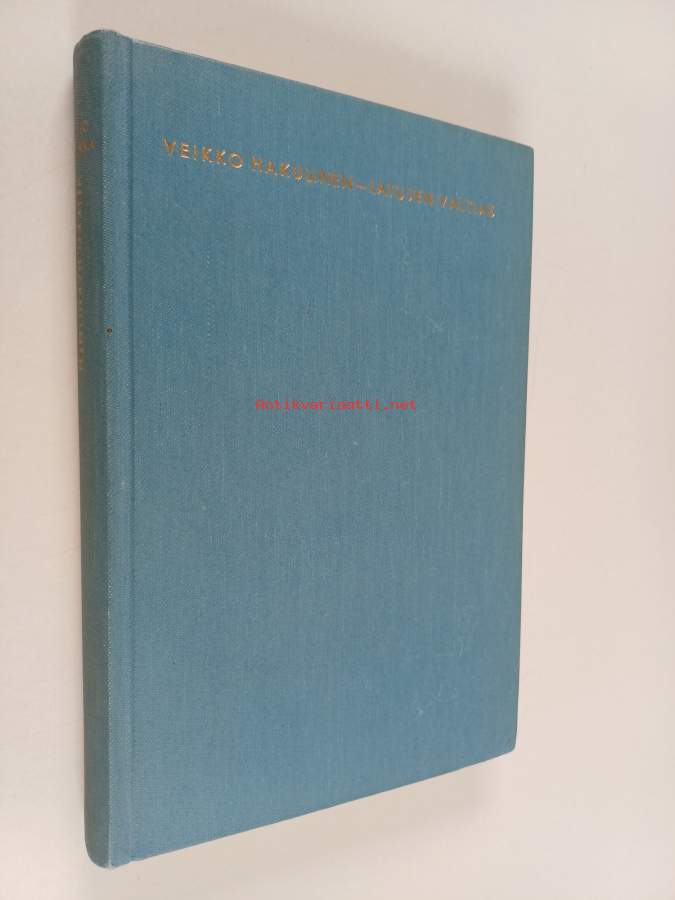 VEIKKO HAKULINEN—LATUJEN VALTIAS
Antikvariaatti.net